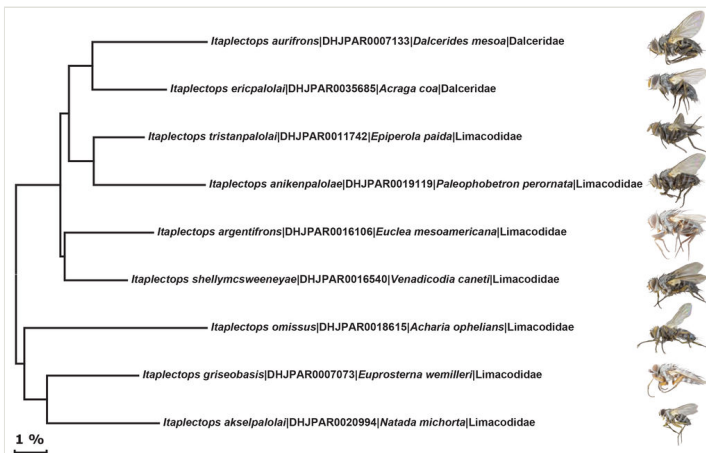 Itaplectops aurifrons|DHJPAR0007133|Dalcerides mesoa|Dalceridae
Itaplectops ericpalolai|DHJPAR0035685|Acraga coa|Dalceridae
Itaplectops tristanpalolai|DHJPAR0011742|Epiperola paida|Limacodidae
Itaplectops anikenpalolae|DHJPAR0019119|Paleophobetron perornata|Limacodidae
Itaplectops argentifrons|DHJPAR0016106|Euclea mesoamericana|Limacodidae
Itaplectops shellymcsweeneyae|DHJPAR0016540|Venadicodia caneti|Limacodidae
Itaplectops omissus|DHJPAR0018615|Acharia ophelians|Limacodidae
Itaplectops griseobasis|DHJPAR0007073|Euprosterna wemilleri|Limacodidae
Itaplectops akselpalolai|DHJPAR0020994|Natada michorta|Limacodidae
1 %